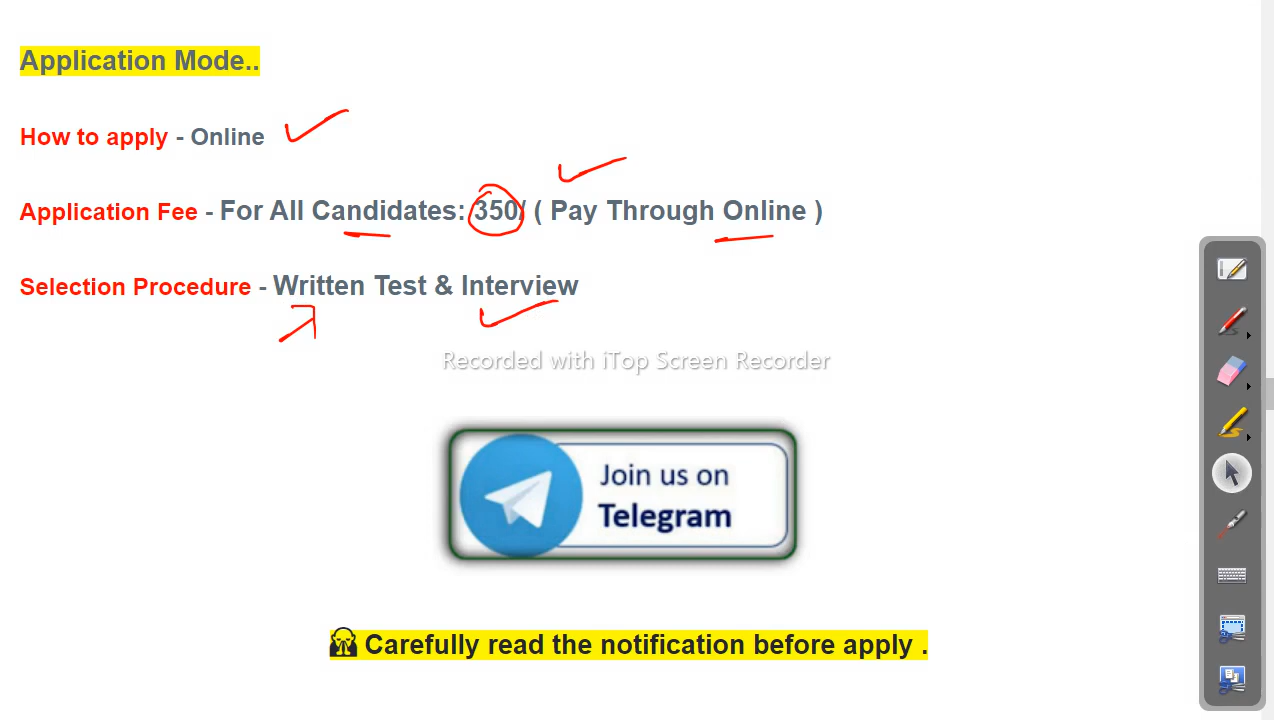 Application Mode..
How to apply - Online
Application Fee - For All Candidates: 350/ ( Pay Through Online )
Selection Procedure - Written Test & Interview
Recorded with iTop Screen Recorder
Join us on
Telegram
Carefully read the notification before apply .